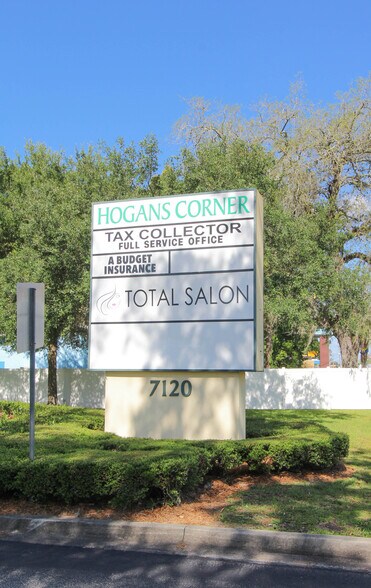 HOGANS CORNER
TAX COLLECTOR
FULL SERVICE OFFICE
A BUDGET
INSURANCE
TOTAL SALON
7120